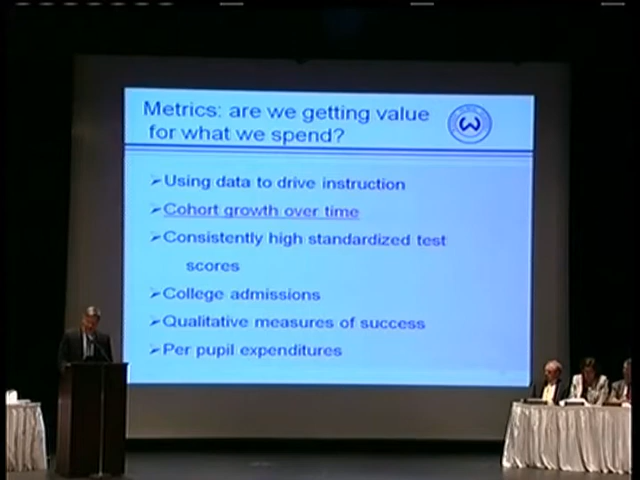 Metrics: are we getting value
for what we spend?
W
➢Using data to drive instruction
➢Cohort growth over time
➢Consistently high standardized test
scores
➢College admissions
➢Qualitative measures of success
➢Per pupil expenditures